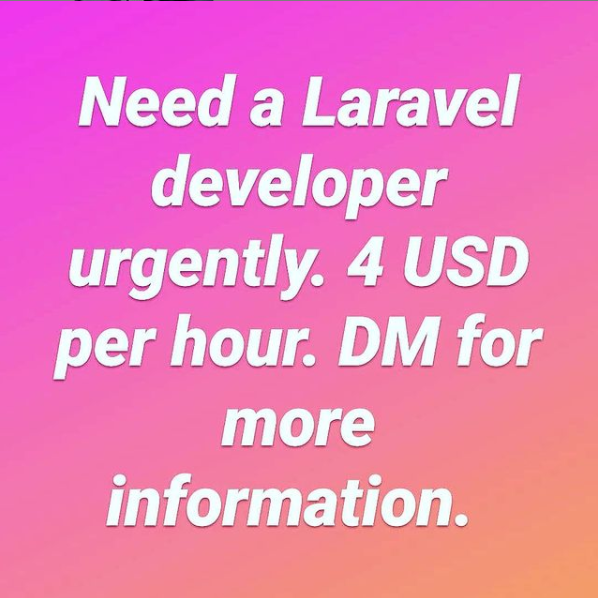 Need a Laravel
developer
urgently. 4 USD
per hour. DM for
more
information.